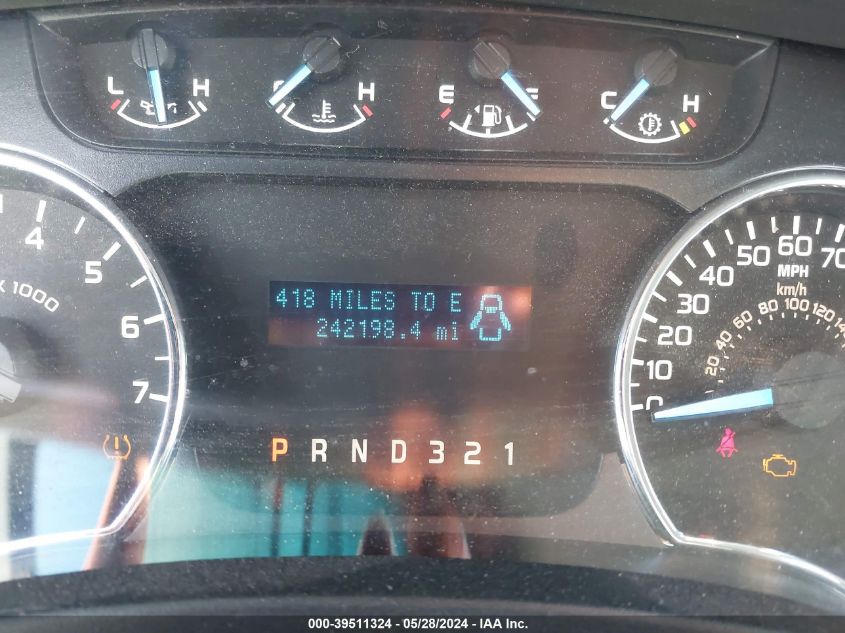 L H C H E F C H
4 5 6 7
X 1000
418 MILES TO E
242198.4 mi
P R N D 3 2 1
0 10 20 30 40 50 60 70
MPH
km/h
20 40 60 80 100 120
000-39511324 - 05/28/2024 - IAA Inc.